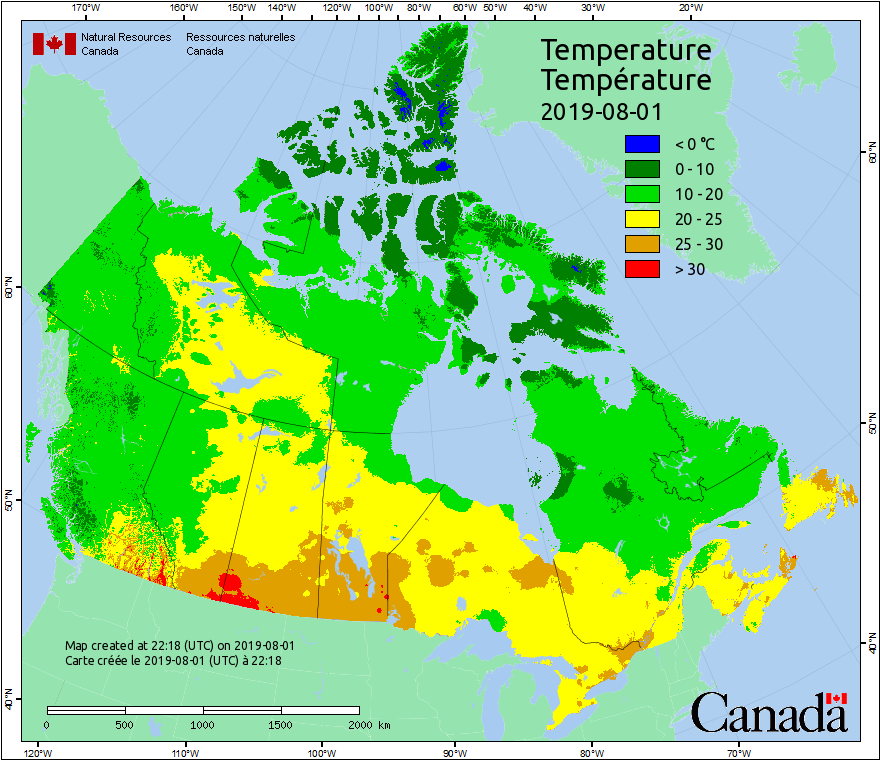 170°W 160°W 150°W 140°W 130°W 120°W 110°W 100°W 90°W 80°W 60°W 50°W 40°W 30°W 20°W
Natural Resources Canada
Ressources naturelles Canada
Temperature
Température
2019-08-01
< 0 °C
0 - 10
10 - 20
20 - 25
25 - 30
> 30
60°N
50°N
40°N
60°N
50°N
40°N
Map created at 22:18 (UTC) on 2019-08-01
Carte créée le 2019-08-01 (UTC) à 22:18
0 500 1000 1500 2000 km
Canada
120°W 110°W 100°W 90°W 80°W 70°W